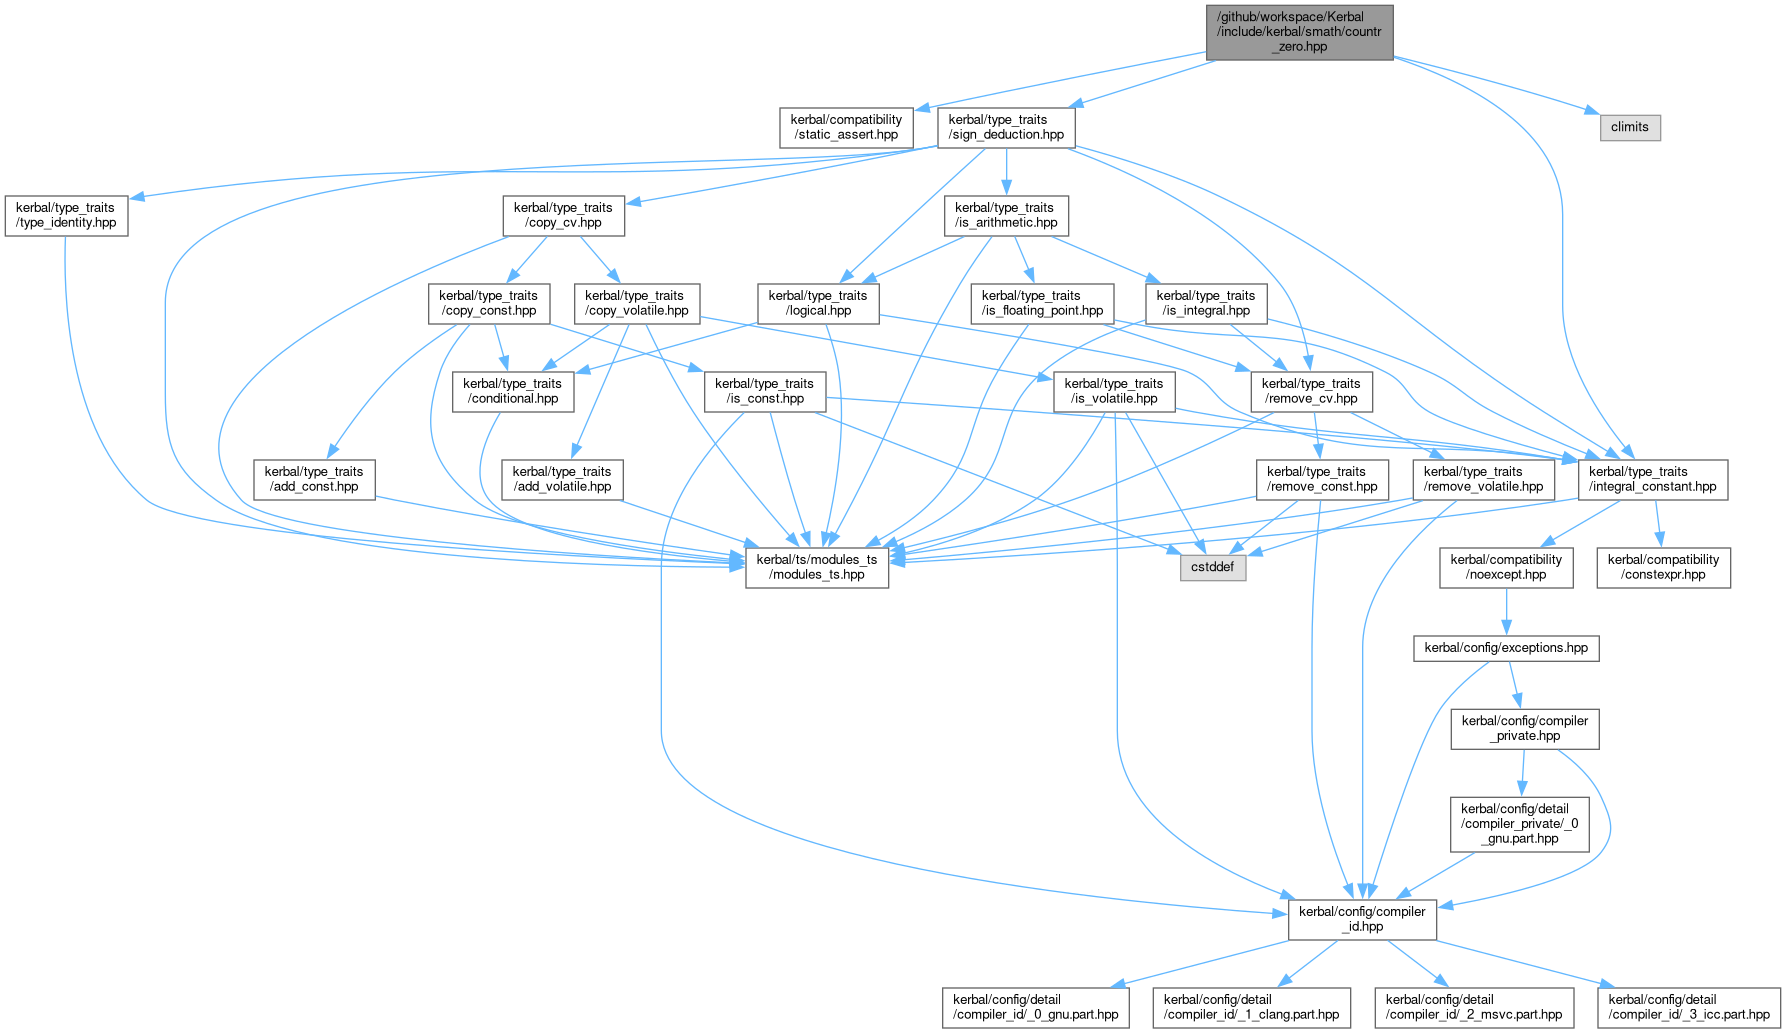 /github/workspace/Kerbal
/include/kerbal/smath/countr
_zero.hpp
kerbal/compatibility
/static_assert.hpp
kerbal/type_traits
/sign_deduction.hpp
climits
kerbal/type_traits
/type_identity.hpp
kerbal/type_traits
/copy_cv.hpp
kerbal/type_traits
/is_arithmetic.hpp
kerbal/type_traits
/copy_const.hpp
kerbal/type_traits
/copy_volatile.hpp
kerbal/type_traits
/logical.hpp
kerbal/type_traits
/is_floating_point.hpp
kerbal/type_traits
/is_integral.hpp
kerbal/type_traits
/conditional.hpp
kerbal/type_traits
/is_const.hpp
kerbal/type_traits
/is_volatile.hpp
kerbal/type_traits
/remove_cv.hpp
kerbal/type_traits
/add_const.hpp
kerbal/type_traits
/add_volatile.hpp
kerbal/type_traits
/remove_const.hpp
kerbal/type_traits
/remove_volatile.hpp
kerbal/type_traits
/integral_constant.hpp
kerbal/ts/modules_ts
/modules_ts.hpp
cstddef
kerbal/compatibility
/noexcept.hpp
kerbal/compatibility
/constexpr.hpp
kerbal/config/exceptions.hpp
kerbal/config/compiler
_private.hpp
kerbal/config/detail
/compiler_private/_0
_gnu.part.hpp
kerbal/config/compiler
_id.hpp
kerbal/config/detail
/compiler_id/_0_gnu.part.hpp
kerbal/config/detail
/compiler_id/_1_clang.part.hpp
kerbal/config/detail
/compiler_id/_2_msvc.part.hpp
kerbal/config/detail
/compiler_id/_3_icc.part.hpp